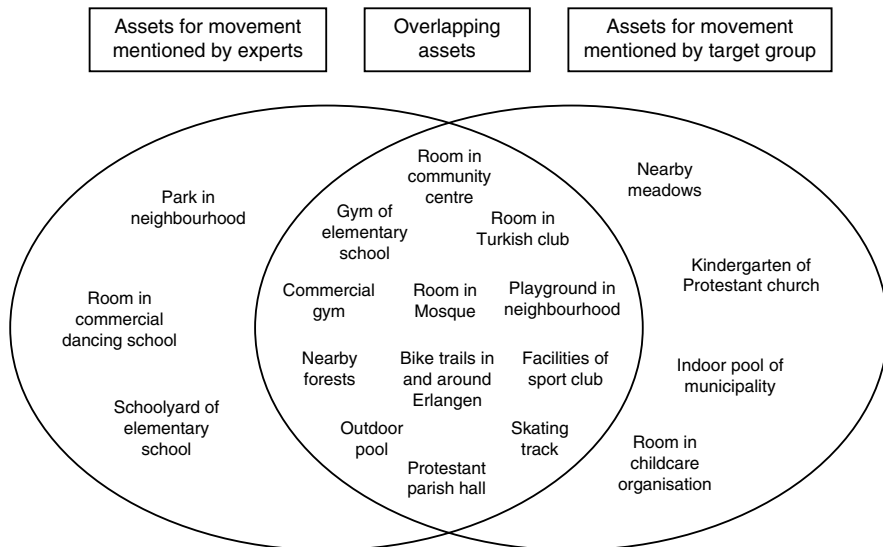 Assets for movement
mentioned by experts
Overlapping
assets
Assets for movement
mentioned by target group
Park in
neighbourhood
Room in
commercial
dancing school
Schoolyard of
elementary
school
Room in
community
centre
Gym of
elementary
school
Room in
Turkish club
Commercial
gym
Room in
Mosque
Playground in
neighbourhood
Nearby
forests
Bike trails in
and around
Erlangen
Facilities of
sport club
Outdoor
pool
Skating
track
Protestant
parish hall
Nearby
meadows
Kindergarten of
Protestant church
Indoor pool of
municipality
Room in
childcare
organisation